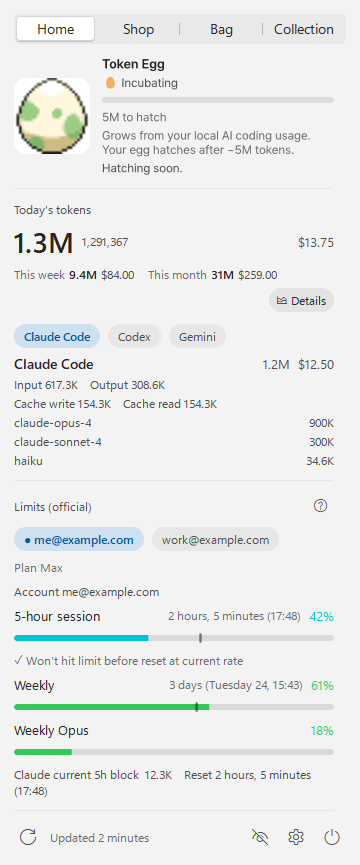 Home Shop Bag Collection
Token Egg
Incubating
5M to hatch
Grows from your local AI coding usage.
Your egg hatches after ~5M tokens.
Hatching soon.
Today's tokens
1.3M 1,291,367 $13.75
This week 9.4M $84.00 This month 31M $259.00
Details
Claude Code Codex Gemini
Claude Code 1.2M $12.50
Input 617.3K Output 308.6K
Cache write 154.3K Cache read 154.3K
claude-opus-4 900K
claude-sonnet-4 300K
haiku 34.6K
Limits (official) ?
● me@example.com work@example.com
Plan Max
Account me@example.com
5-hour session 2 hours, 5 minutes (17:48) 42%
✓ Won't hit limit before reset at current rate
Weekly 3 days (Tuesday 24, 15:43) 61%
Weekly Opus 18%
Claude current 5h block 12.3K Reset 2 hours, 5 minutes
(17:48)
Updated 2 minutes